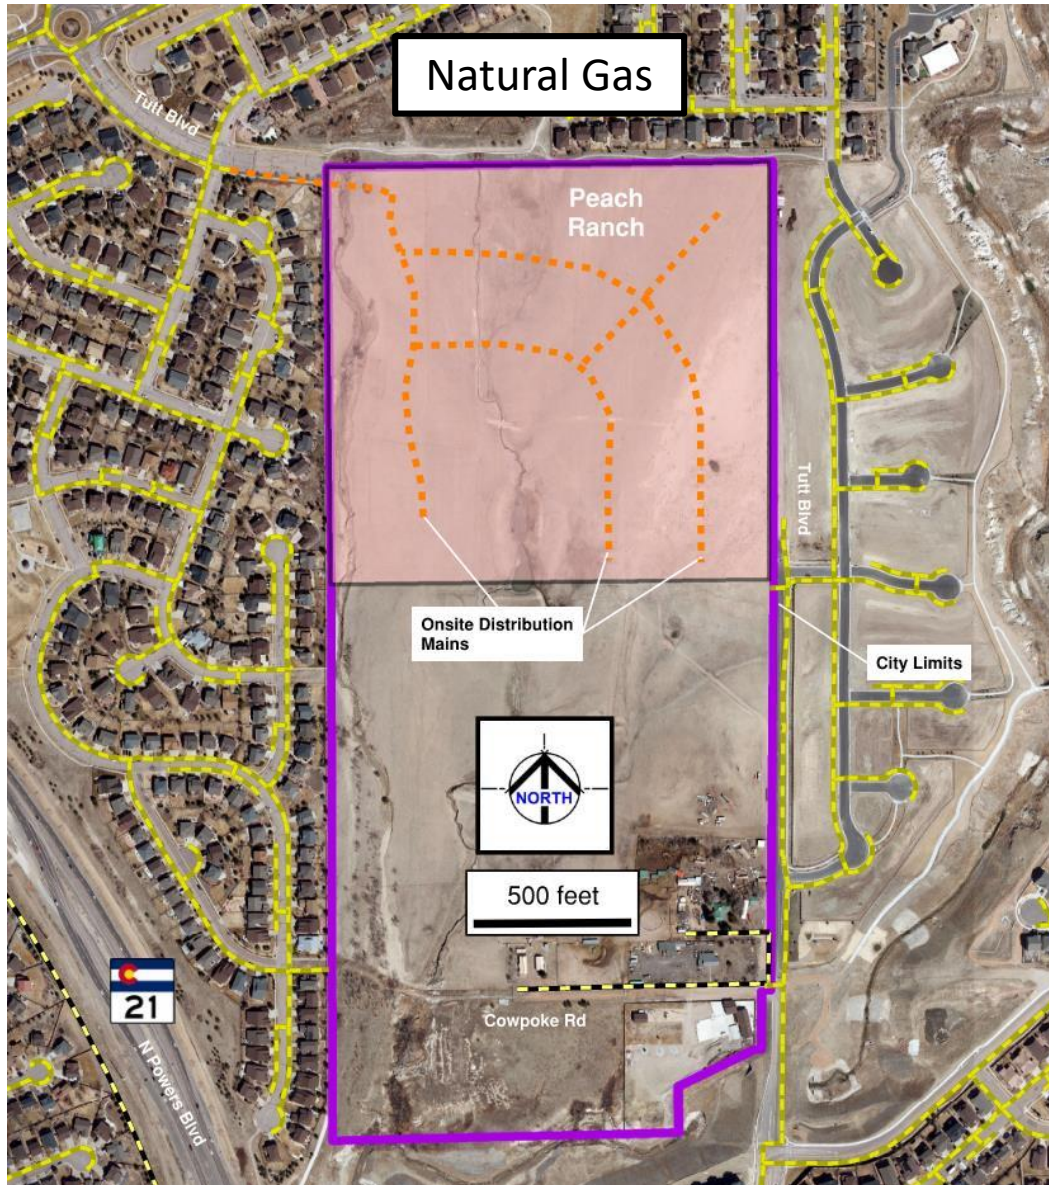 Natural Gas
Tutt Blvd
Peach
Ranch
Tutt Blvd
Onsite Distribution
Mains
City Limits
NORTH
500 feet
21
Cowpoke Rd
N Powers Blvd